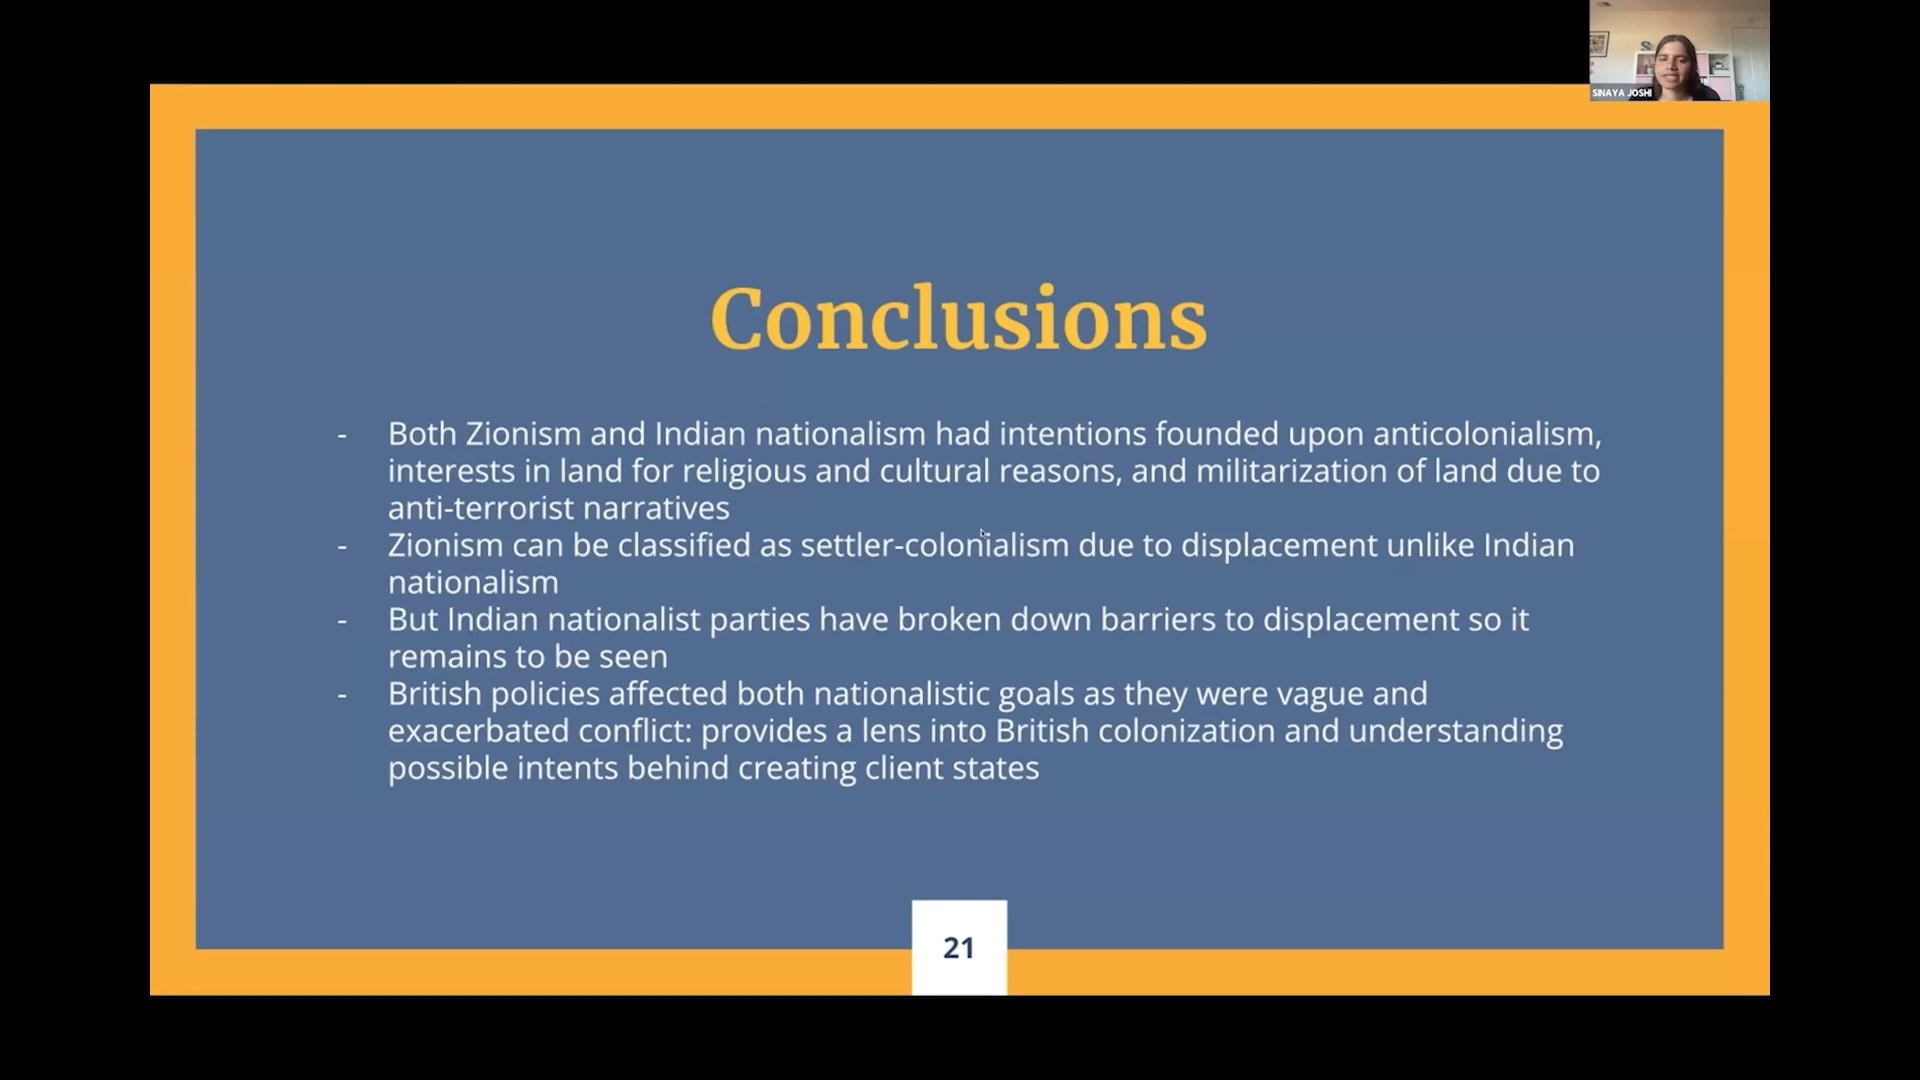 SINAYA JOSHI
Conclusions
- Both Zionism and Indian nationalism had intentions founded upon anticolonialism,
interests in land for religious and cultural reasons, and militarization of land due to
anti-terrorist narratives
- Zionism can be classified as settler-colonialism due to displacement unlike Indian
nationalism
- But Indian nationalist parties have broken down barriers to displacement so it
remains to be seen
- British policies affected both nationalistic goals as they were vague and
exacerbated conflict: provides a lens into British colonization and understanding
possible intents behind creating client states
21